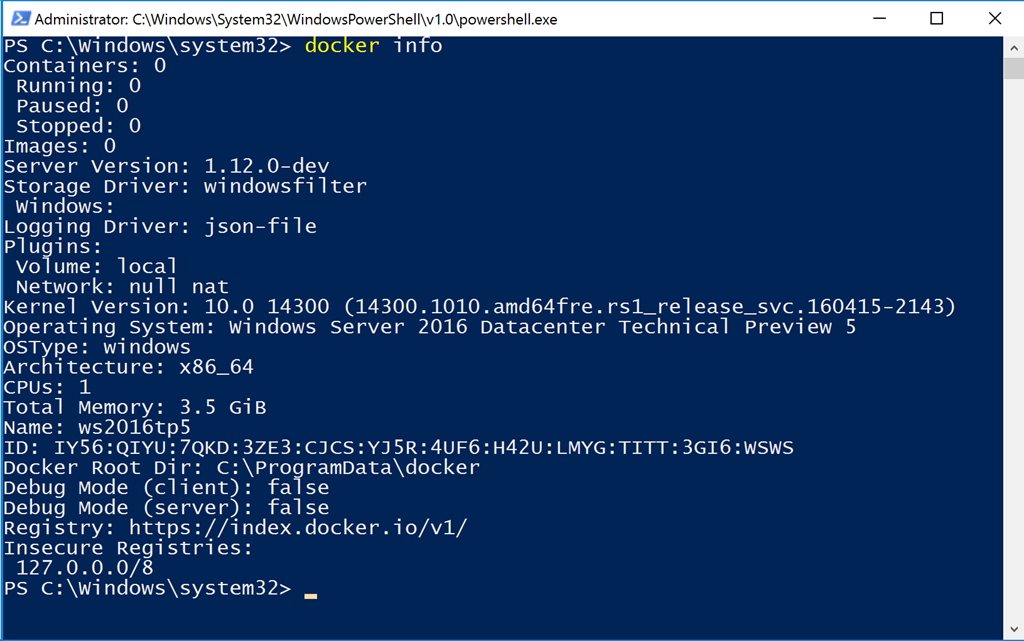 Administrator: C:\Windows\System32\WindowsPowerShell\v1.0\powershell.exe
PS C:\Windows\system32> docker info
Containers: 0
 Running: 0
 Paused: 0
 Stopped: 0
Images: 0
Server Version: 1.12.0-dev
Storage Driver: windowsfilter
 Windows:
Logging Driver: json-file
Plugins:
 Volume: local
 Network: null nat
Kernel Version: 10.0 14300 (14300.1010.amd64fre.rs1_release_svc.160415-2143)
Operating System: Windows Server 2016 Datacenter Technical Preview 5
OSType: windows
Architecture: x86_64
CPUs: 1
Total Memory: 3.5 GiB
Name: ws2016tp5
ID: IY56:QIYU:7QKD:3ZE3:CJCS:YJ5R:4UF6:H42U:LMYG:TITT:3GI6:WSWS
Docker Root Dir: C:\ProgramData\docker
Debug Mode (client): false
Debug Mode (server): false
Registry: https://index.docker.io/v1/
Insecure Registries:
 127.0.0.0/8
PS C:\Windows\system32>